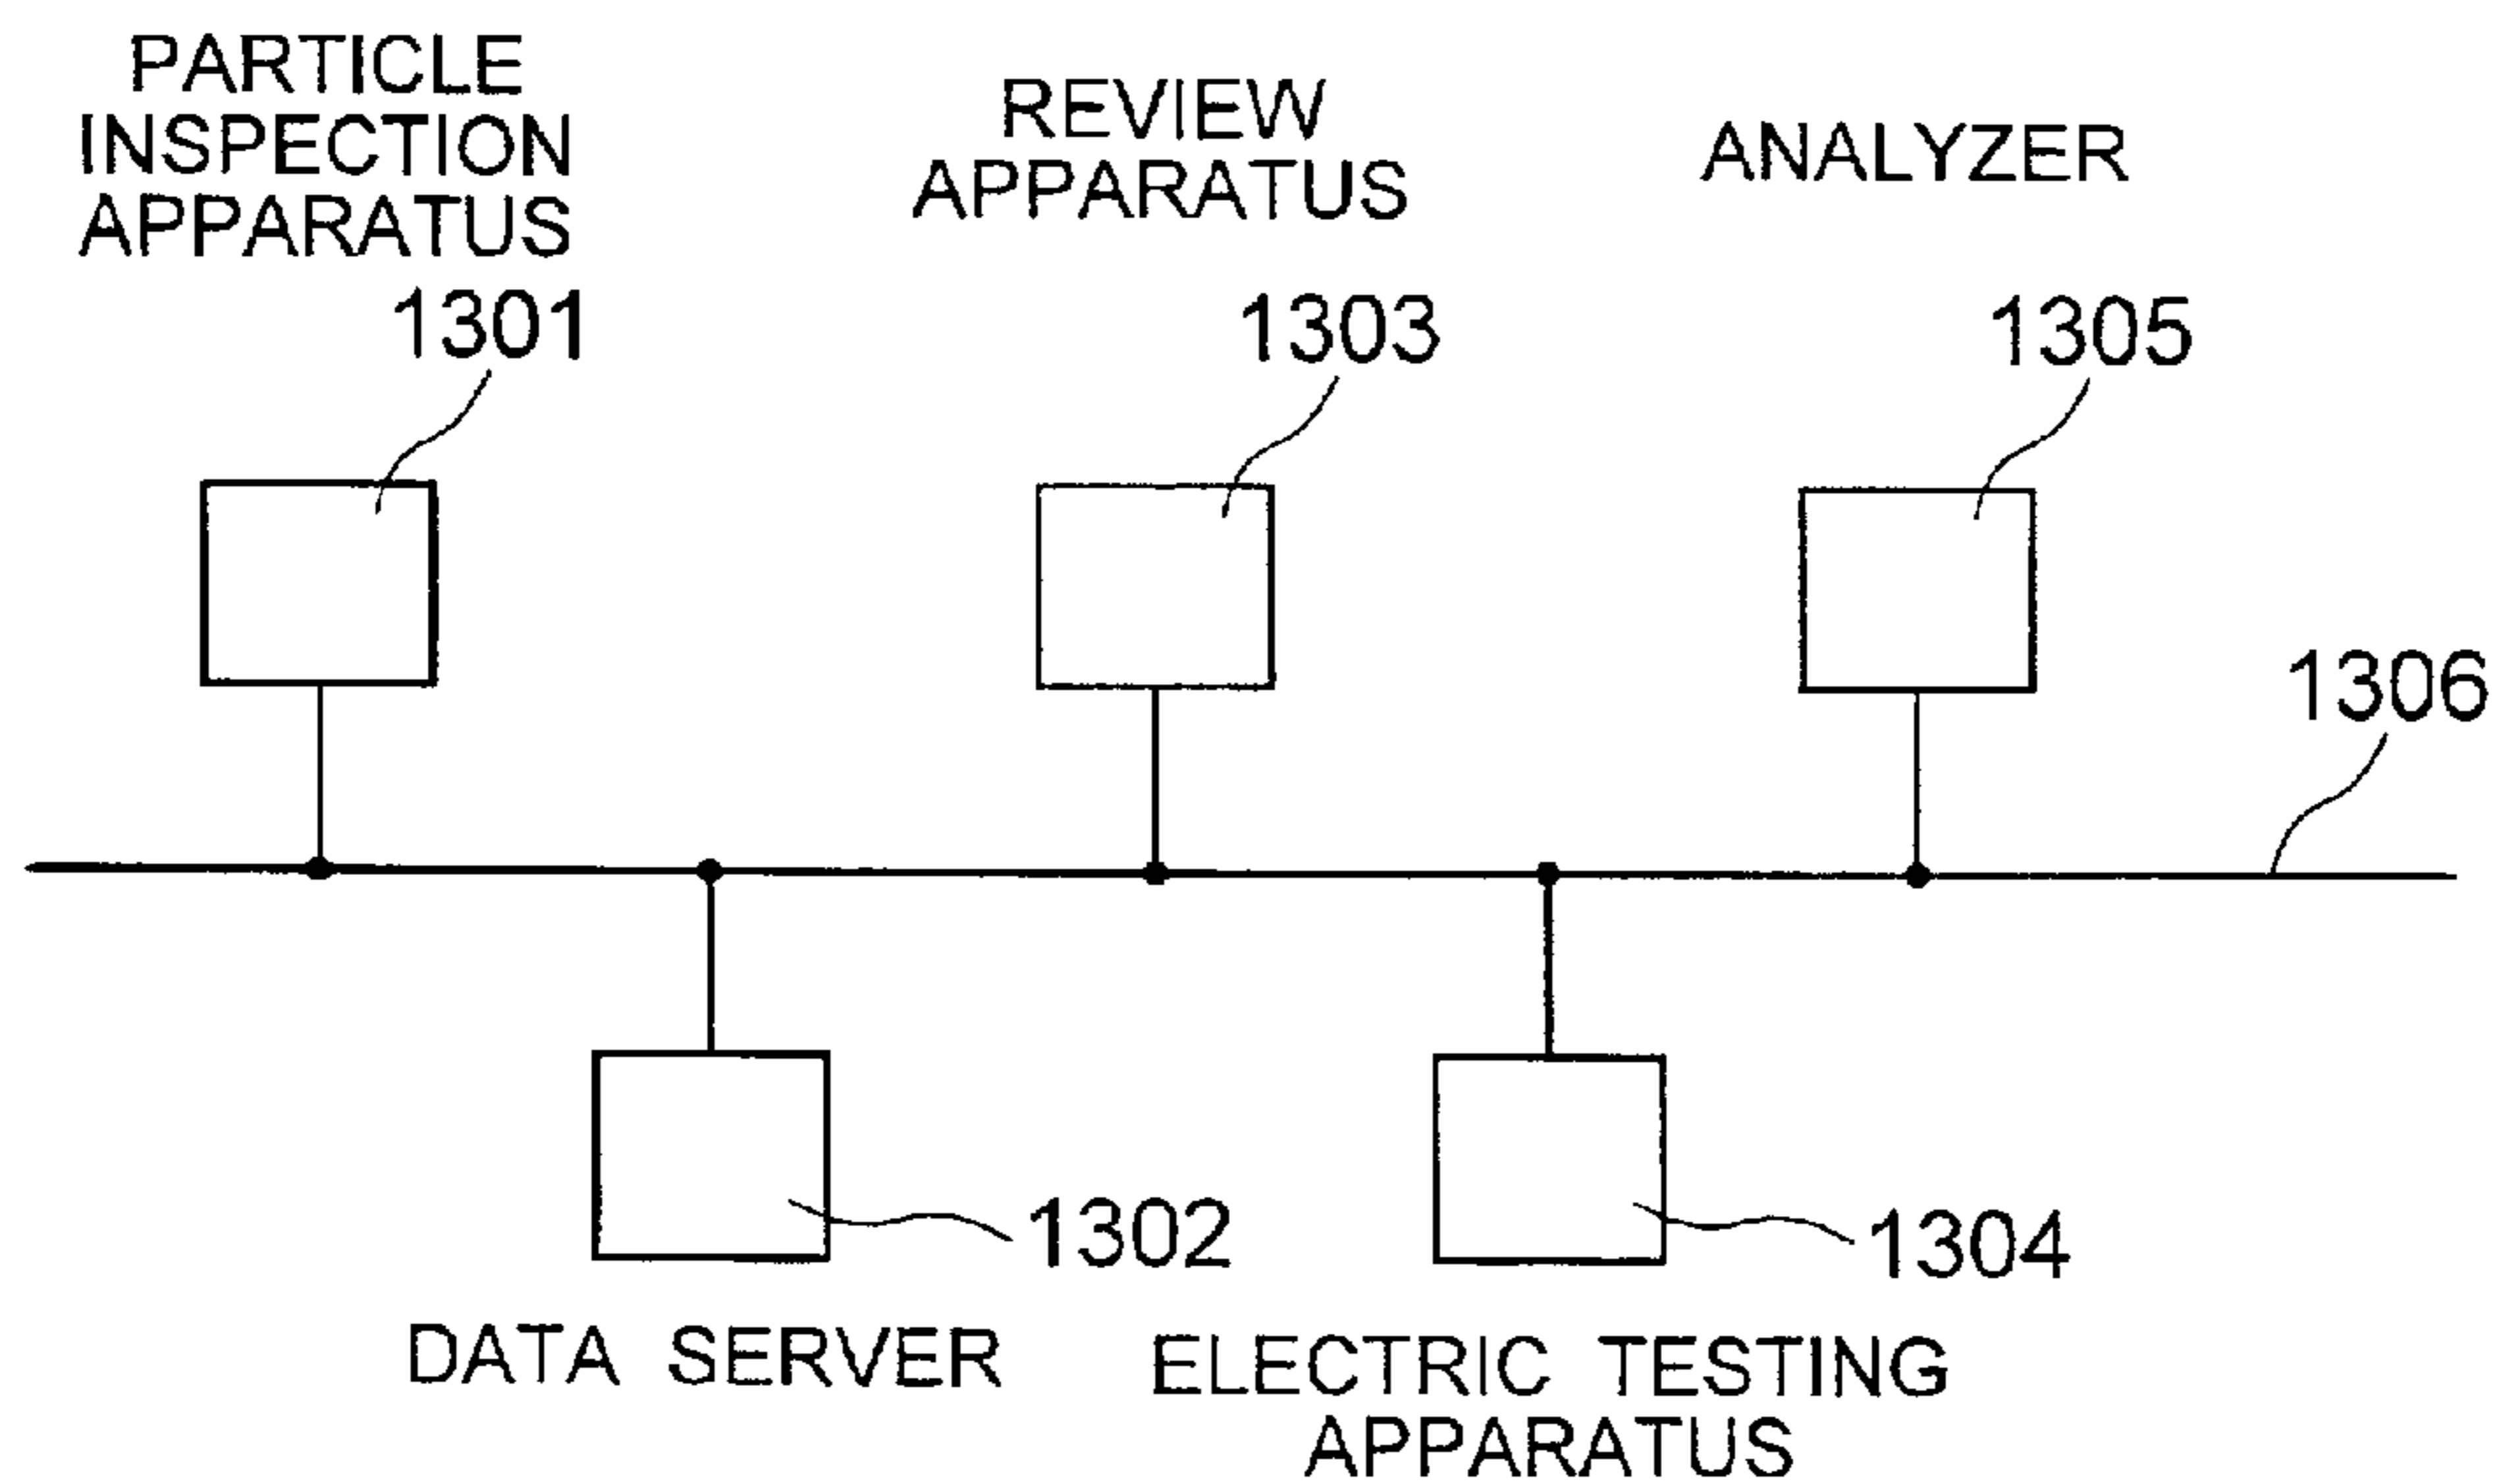 PARTICLE
INSPECTION
APPARATUS
1301
REVIEW
APPARATUS
1303
ANALYZER
1305
1306
1302
DATA SERVER
1304
ELECTRIC TESTING
APPARATUS